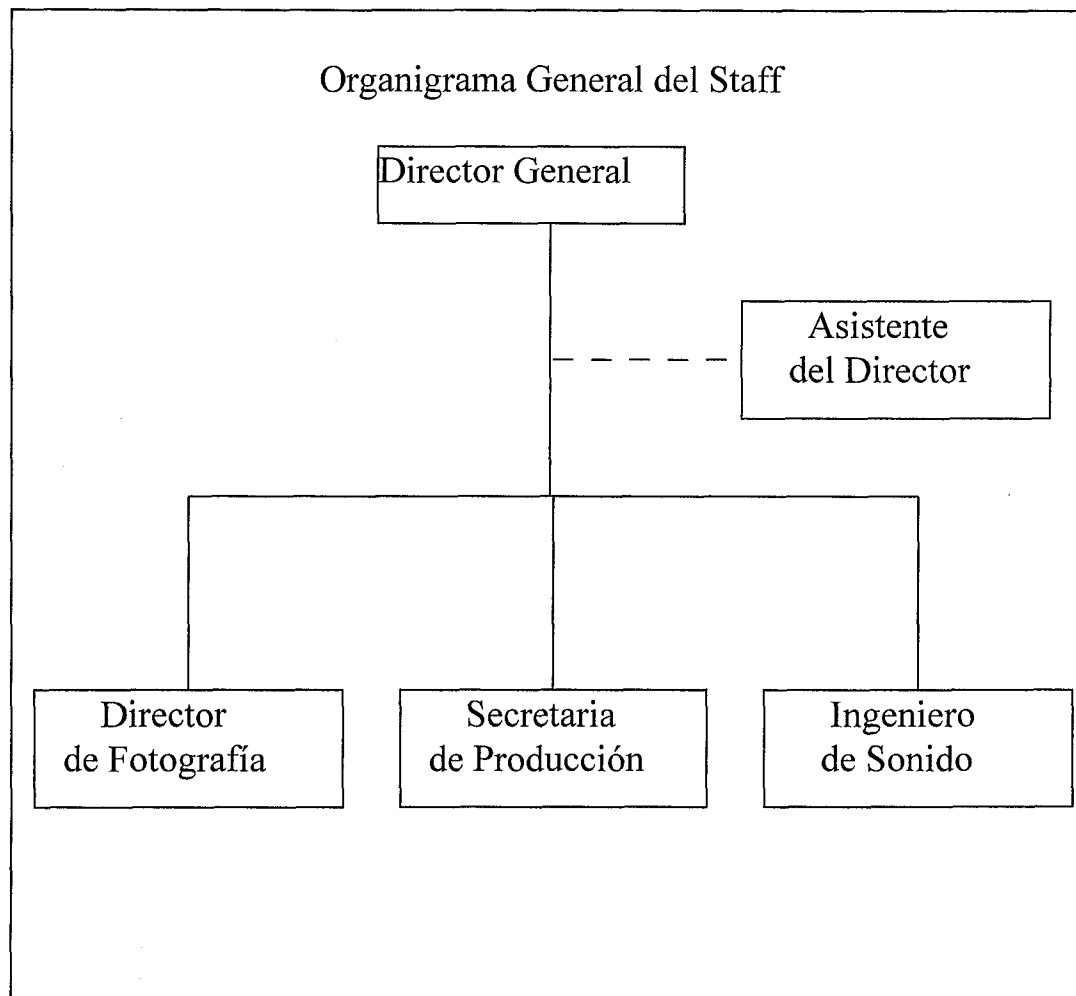 Organigrama General del Staff
Director General
Asistente
del Director
Director
de Fotografía
Secretaria
de Producción
Ingeniero
de Sonido